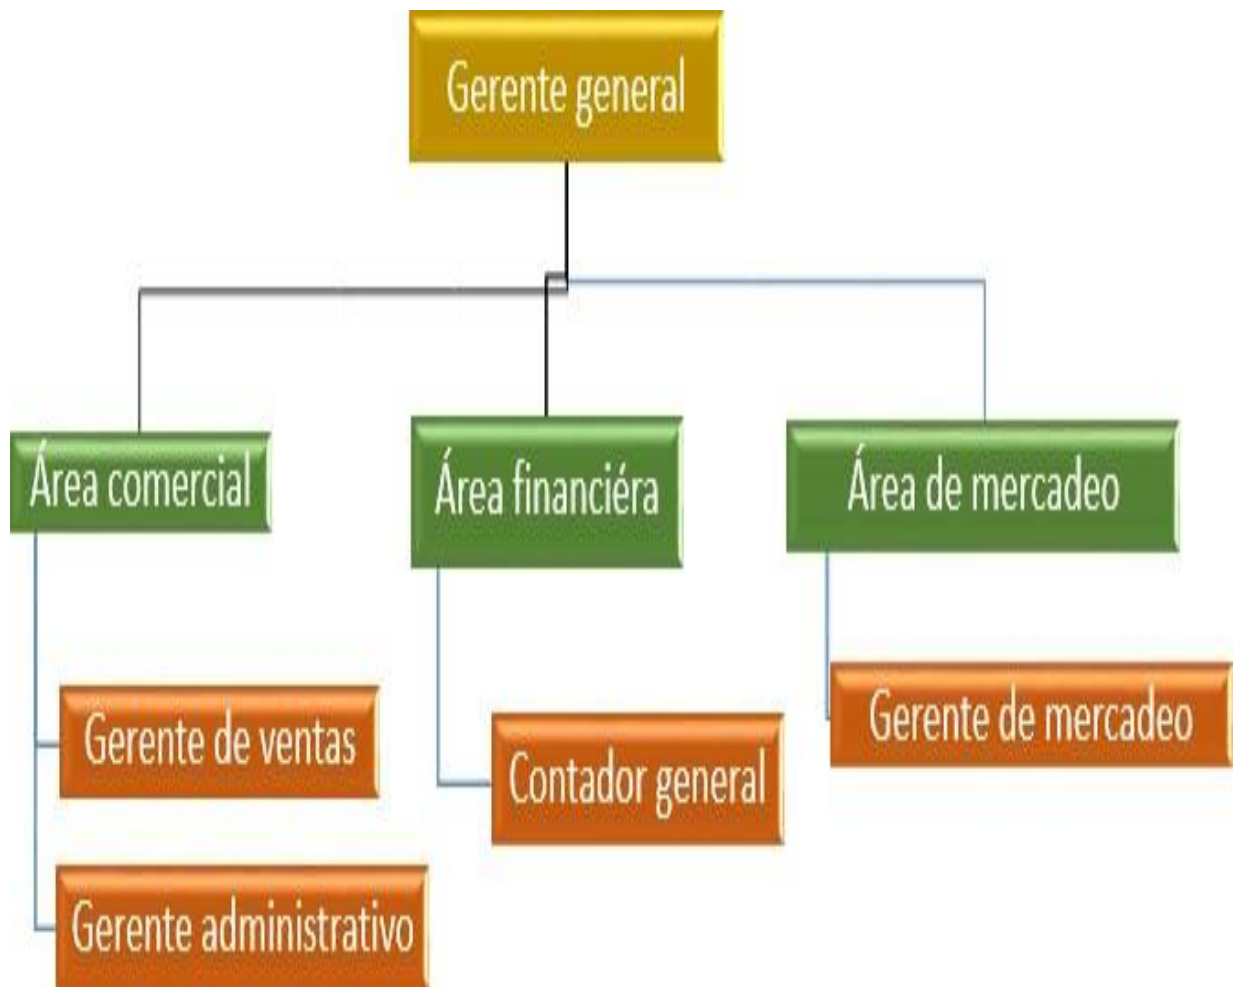 Gerente general
Área comercial
Área financiéra
Área de mercadeo
Gerente de ventas
Contador general
Gerente de mercadeo
Gerente administrativo